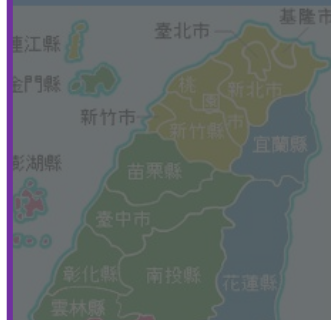 基隆市
臺北市
連江縣
金門縣
桃園市
新北市
新竹市
新竹縣
宜蘭縣
澎湖縣
苗栗縣
臺中市
彰化縣
南投縣
花蓮縣
雲林縣